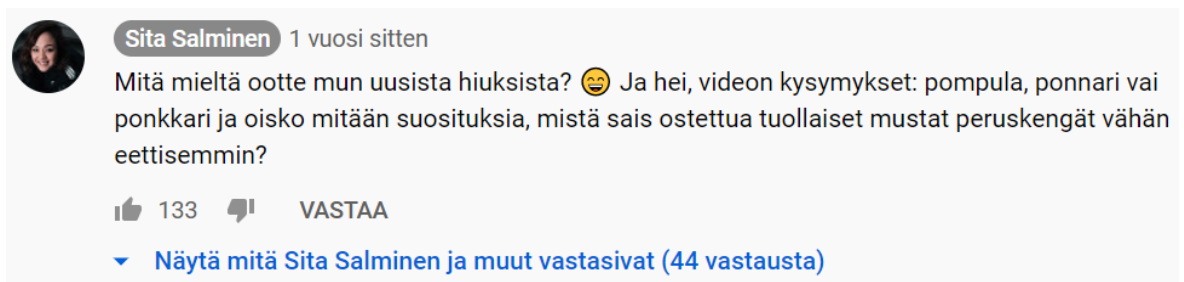 Sita Salminen 1 vuosi sitten
Mitä mieltä ootte mun uusista hiuksista? 😄 Ja hei, videon kysymykset: pompula, ponnari vai
ponkkari ja oisko mitään suosituksia, mistä sais ostettua tuollaiset mustat peruskengät vähän
eettisemmin?
133 VASTAA
Näytä mitä Sita Salminen ja muut vastasivat (44 vastausta)